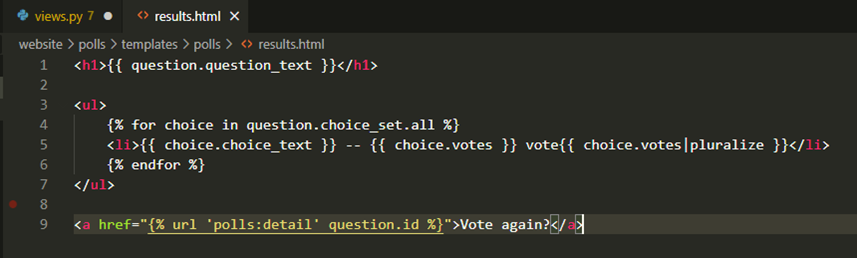 views.py 7
results.html
website > polls > templates > polls > results.html
1 <h1>{{ question.question_text }}</h1>
2
3 <ul>
4 {% for choice in question.choice_set.all %}
5 <li>{{ choice.choice_text }} -- {{ choice.votes }} vote{{ choice.votes|pluralize }}</li>
6 {% endfor %}
7 </ul>
8
9 <a href="{% url 'polls:detail' question.id %}">Vote again?</a>